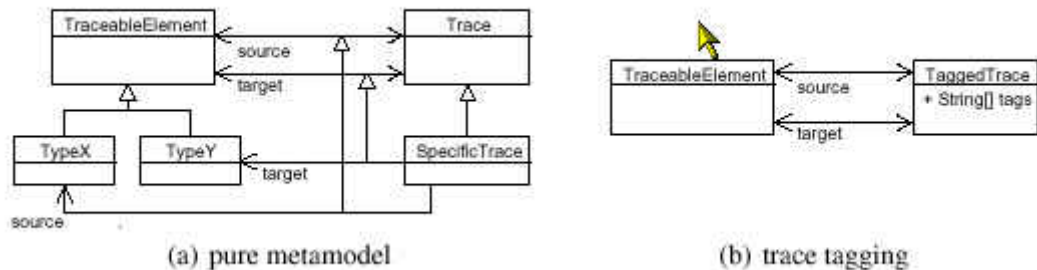 TraceableElement
Trace
source
target
TypeX
TypeY
SpecificTrace
target
source
(a) pure metamodel
TraceableElement
TaggedTrace
+ String[] tags
source
target
(b) trace tagging